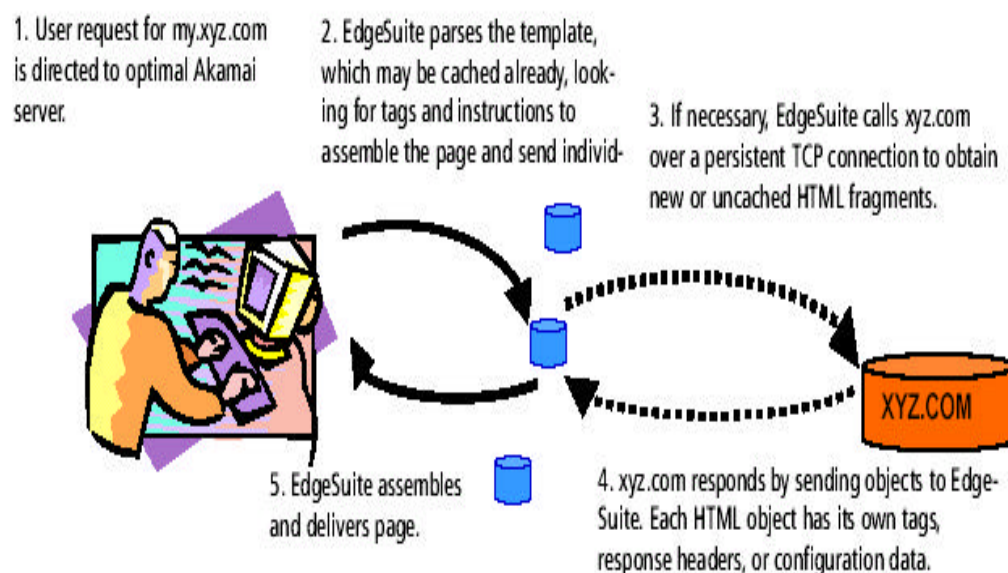 1. User request for my.xyz.com
is directed to optimal Akamai
server.
2. EdgeSuite parses the template,
which may be cached already, look-
ing for tags and instructions to
assemble the page and send individ-
3. If necessary, EdgeSuite calls xyz.com
over a persistent TCP connection to obtain
new or uncached HTML fragments.
XYZ.COM
4. xyz.com responds by sending objects to Edge-
Suite. Each HTML object has its own tags,
response headers, or configuration data.
5. EdgeSuite assembles
and delivers page.